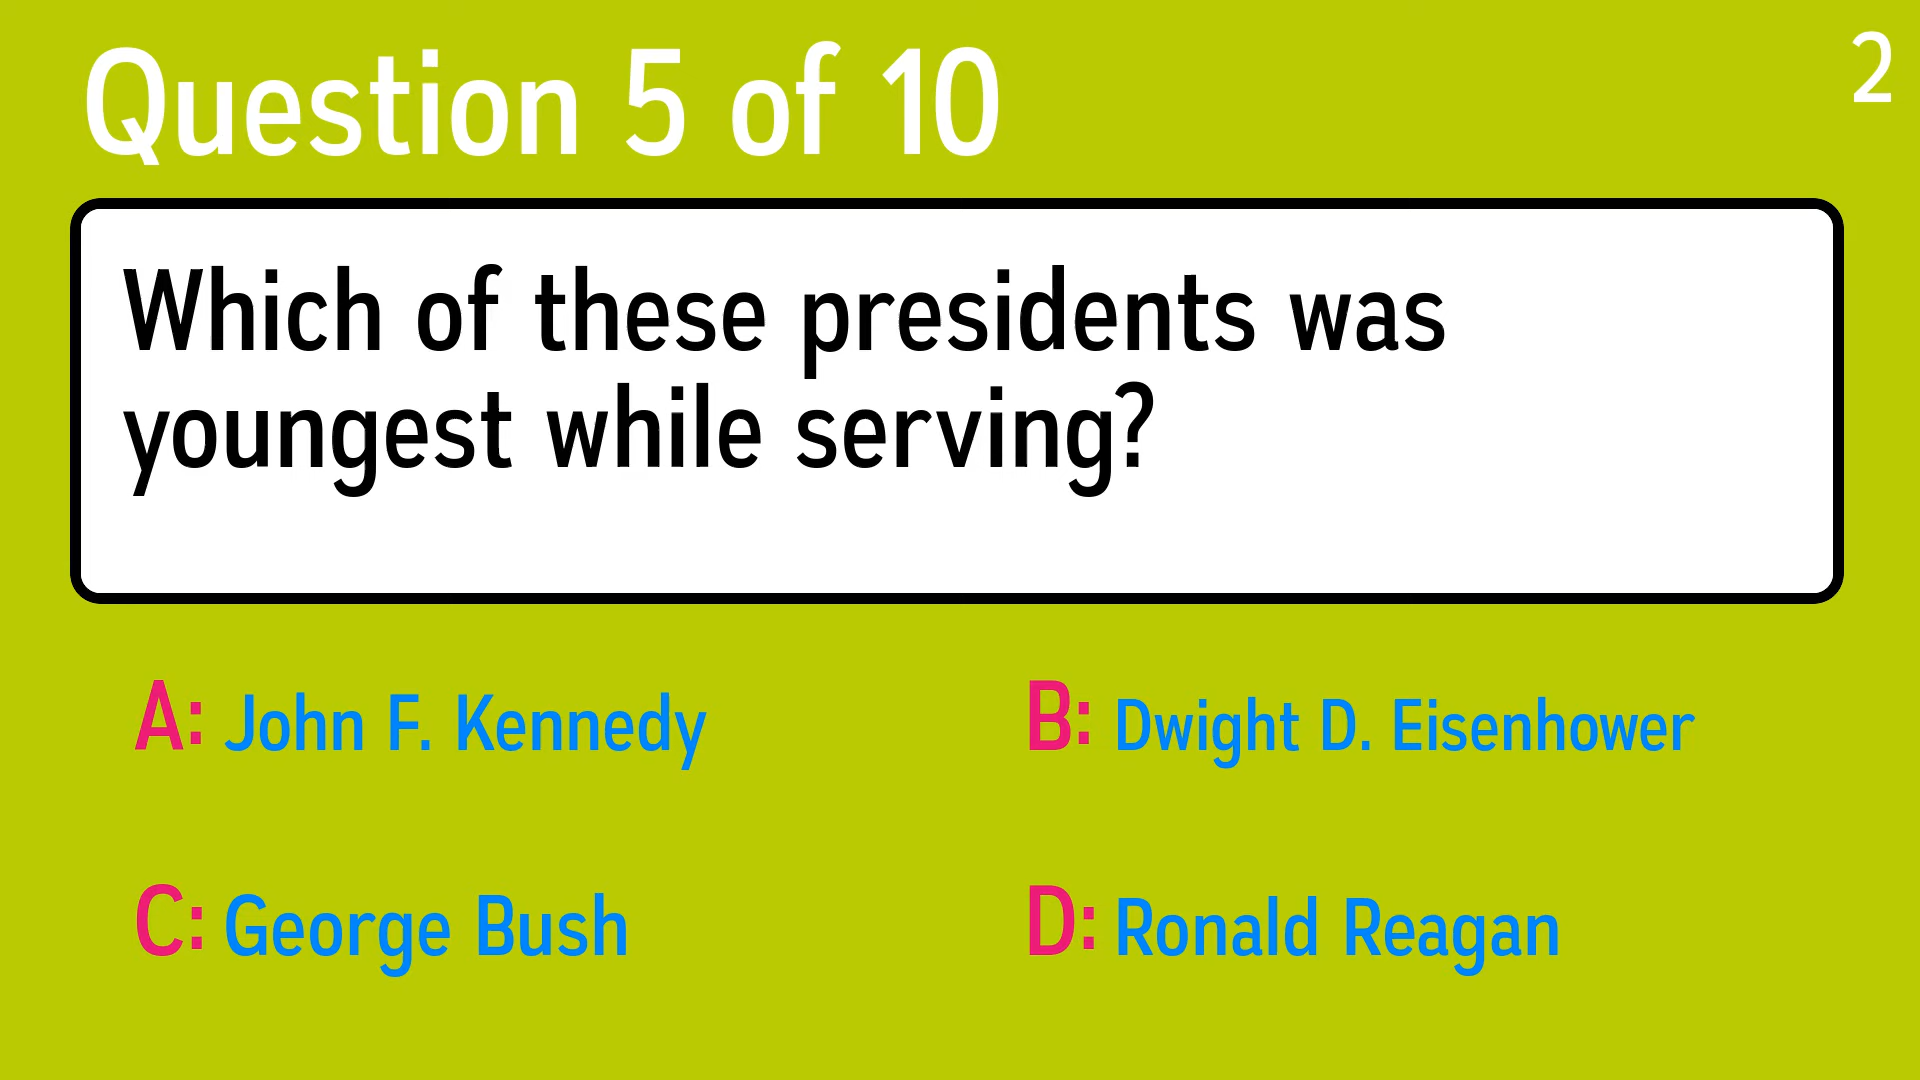 Question 5 of 10
2
Which of these presidents was
youngest while serving?
A: John F. Kennedy
B: Dwight D. Eisenhower
C: George Bush
D: Ronald Reagan